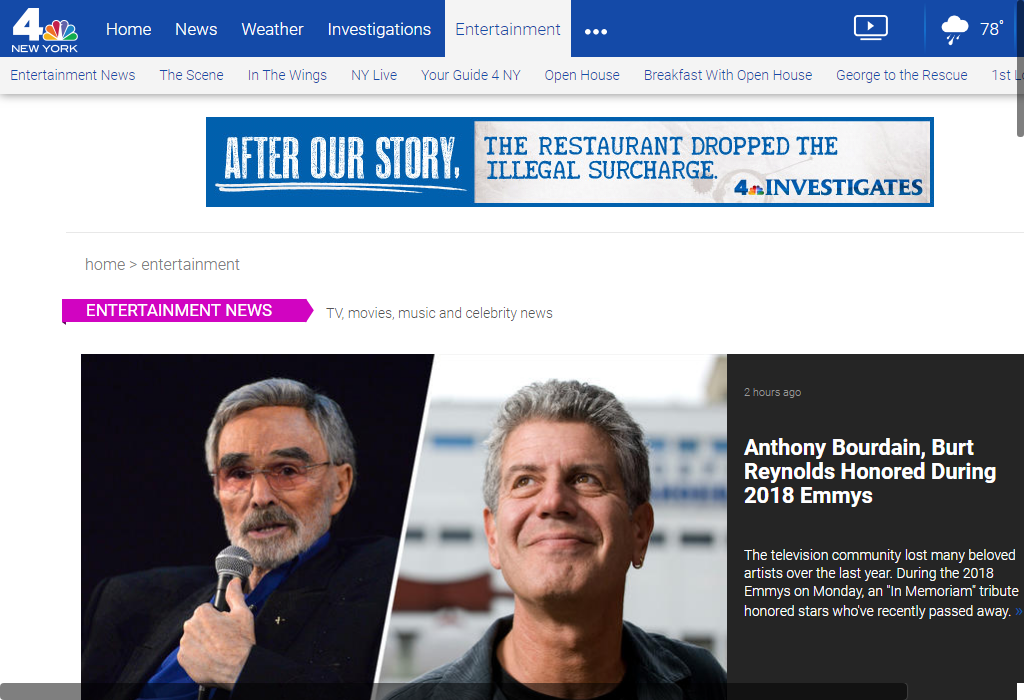 4
NEW YORK
Home News Weather Investigations Entertainment ••• 78°
Entertainment News The Scene In The Wings NY Live Your Guide 4 NY Open House Breakfast With Open House George to the Rescue 1st L
AFTER OUR STORY,
THE RESTAURANT DROPPED THE
ILLEGAL SURCHARGE.
4 INVESTIGATES
home > entertainment
ENTERTAINMENT NEWS
TV, movies, music and celebrity news
2 hours ago
Anthony Bourdain, Burt
Reynolds Honored During
2018 Emmys
The television community lost many beloved
artists over the last year. During the 2018
Emmys on Monday, an "In Memoriam" tribute
honored stars who've recently passed away. »